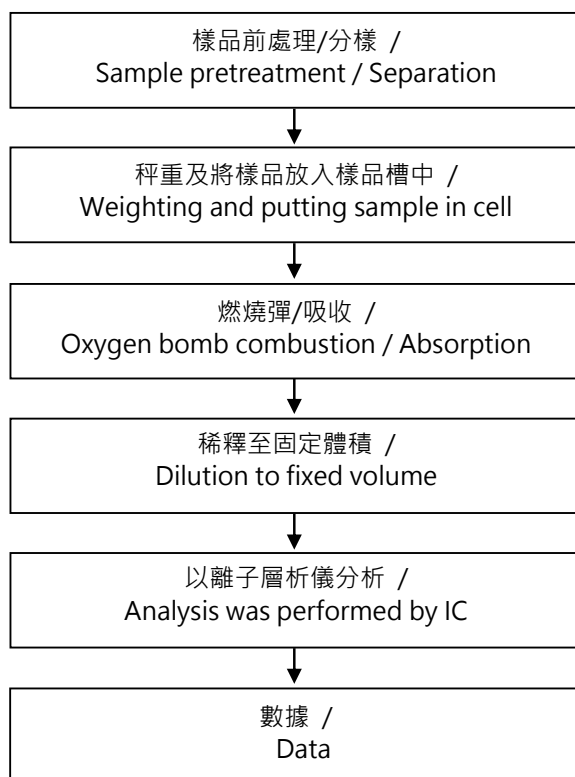 樣品前處理/分樣 /
Sample pretreatment / Separation
秤重及將樣品放入樣品槽中 /
Weighting and putting sample in cell
燃燒彈/吸收 /
Oxygen bomb combustion / Absorption
稀釋至固定體積 /
Dilution to fixed volume
以離子層析儀分析 /
Analysis was performed by IC
數據 /
Data